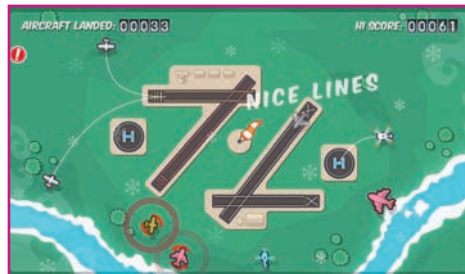 AIRCRAFT LANDED: 00033
HI SCORE: 00061
!
NICE LINES
H
H